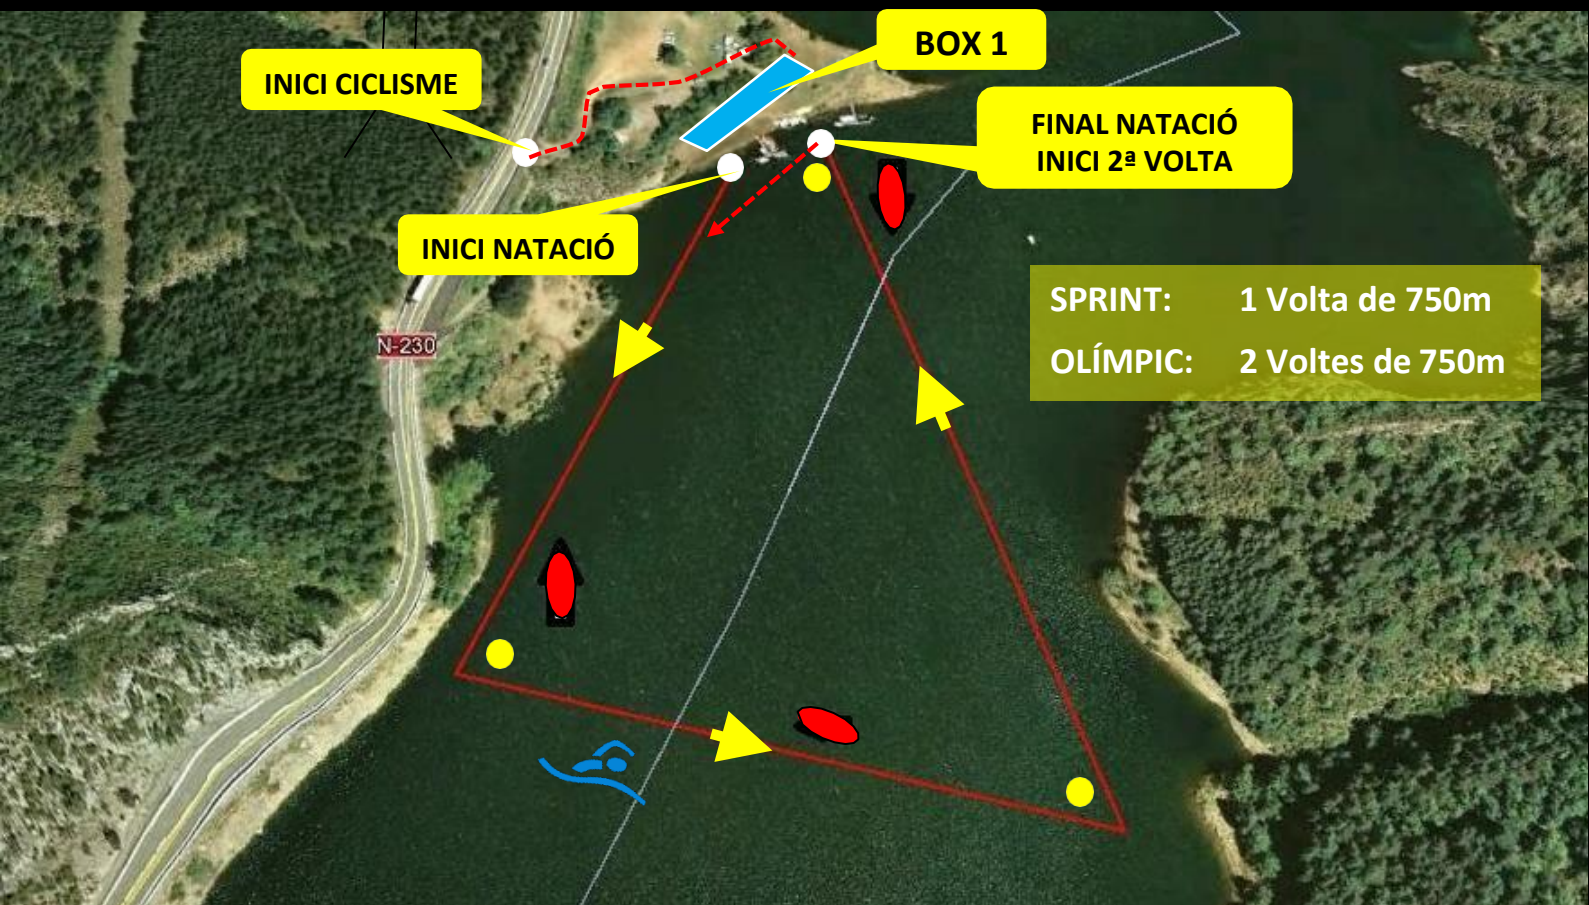 BOX 1
INICI CICLISME
FINAL NATACIÓ
INICI 2ª VOLTA
INICI NATACIÓ
SPRINT: 1 Volta de 750m
OLÍMPIC: 2 Voltes de 750m
N-230